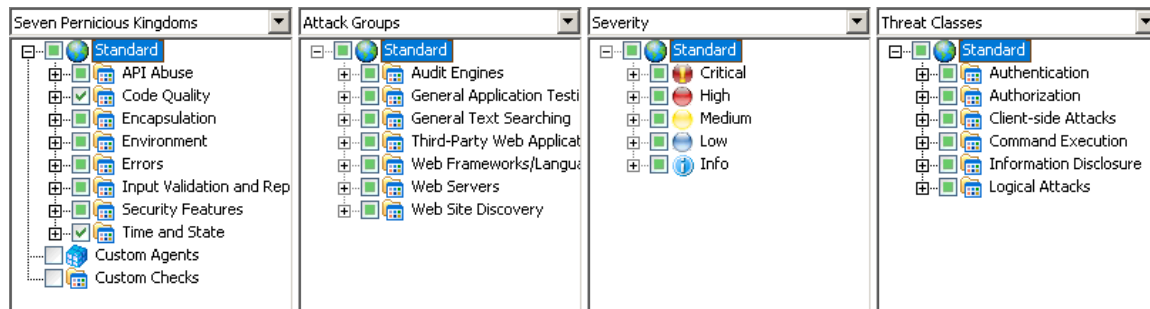 Seven Pernicious Kingdoms
Standard
API Abuse
Code Quality
Encapsulation
Environment
Errors
Input Validation and Rep
Security Features
Time and State
Custom Agents
Custom Checks
Attack Groups
Standard
Audit Engines
General Application Testi
General Text Searching
Third-Party Web Applicat
Web Frameworks/Langua
Web Servers
Web Site Discovery
Severity
Standard
Critical
High
Medium
Low
Info
Threat Classes
Standard
Authentication
Authorization
Client-side Attacks
Command Execution
Information Disclosure
Logical Attacks